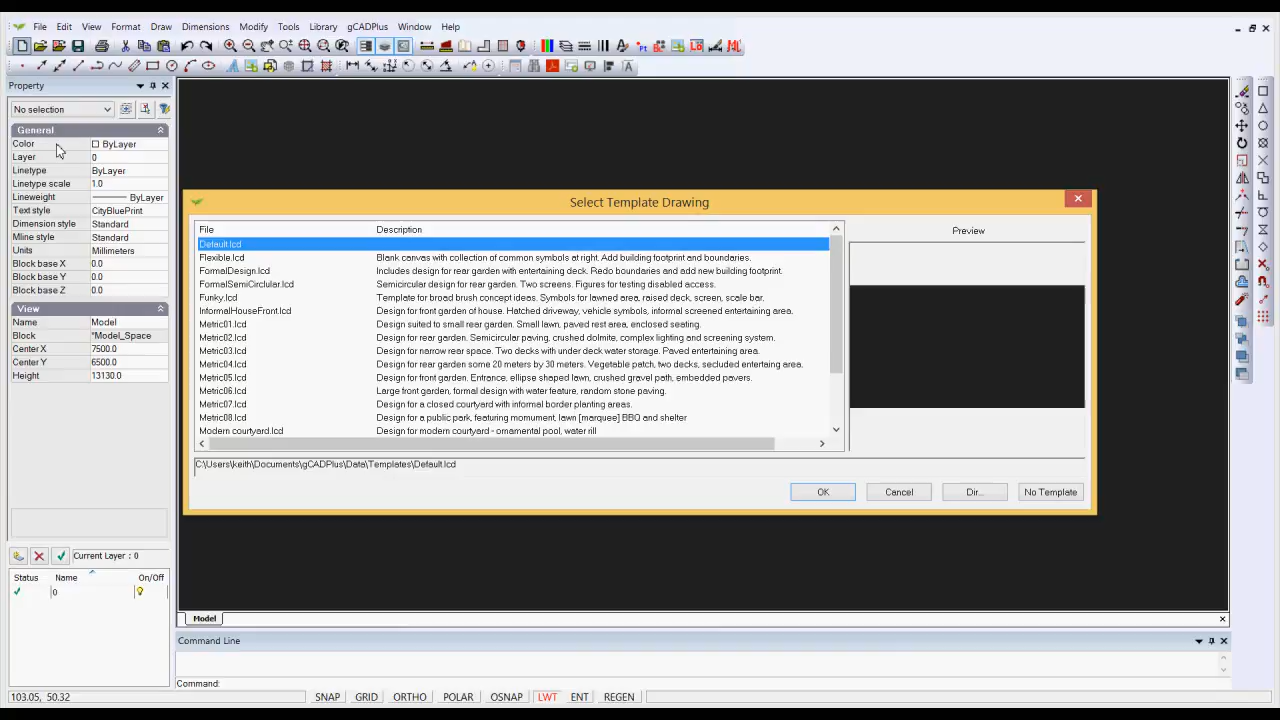 File Edit View Format Draw Dimensions Modify Tools Library gCADPlus Window Help
Property
No selection
General
Color ByLayer
Layer 0
Linetype ByLayer
Linetype scale 1.0
Lineweight ByLayer
Text style CityBluePrint
Dimension style Standard
Mline style Standard
Units Millimeters
Block base X 0.0
Block base Y 0.0
Block base Z 0.0
View
Name Model
Block *Model_Space
Center X 7500.0
Center Y 6500.0
Height 13130.0
Current Layer : 0
Status Name On/Off
0
Select Template Drawing
File Description
Preview
Default.lcd
Flexible.lcd Blank canvas with collection of common symbols at right. Add building footprint and boundaries.
FormalDesign.lcd Includes design for rear garden with entertaining deck. Redo boundaries and add new building footprint.
FormalSemiCirclular.lcd Semicircular design for rear garden. Two screens. Figures for testing disabled access.
Funky.lcd Template for broad brush concept ideas. Symbols for lawned area, raised deck, screen, scale bar.
InformalHouseFront.lcd Design for front garden of house. Hatched driveway, vehicle symbols, informal screened entertaining area.
Metric01.lcd Design suited to small rear garden. Small lawn, paved rest area, enclosed seating.
Metric02.lcd Design for rear garden. Semicircular paving, crushed dolmite, complex lighting and screening system.
Metric03.lcd Design for narrow rear space. Two decks with under deck water storage. Paved entertaining area.
Metric04.lcd Design for rear garden some 20 meters by 30 meters. Vegetable patch, two decks, secluded entertaing area.
Metric05.lcd Design for front garden. Entrance, ellipse shaped lawn, crushed gravel path, embedded pavers.
Metric06.lcd Large front garden, formal design with water feature, random stone paving.
Metric07.lcd Design for a closed courtyard with informal border planting areas.
Metric08.lcd Design for a public park, featuring momument, lawn [marquee] BBQ and shelter
Modern courtyard.lcd Design for modern courtyard - ornamental pool, water rill
C:\Users\keith\Documents\gCADPlus\Data\Templates\Default.lcd
OK Cancel Dir... No Template
Model
Command Line
Command:
103.05, 50.32 SNAP GRID ORTHO POLAR OSNAP LWT ENT REGEN